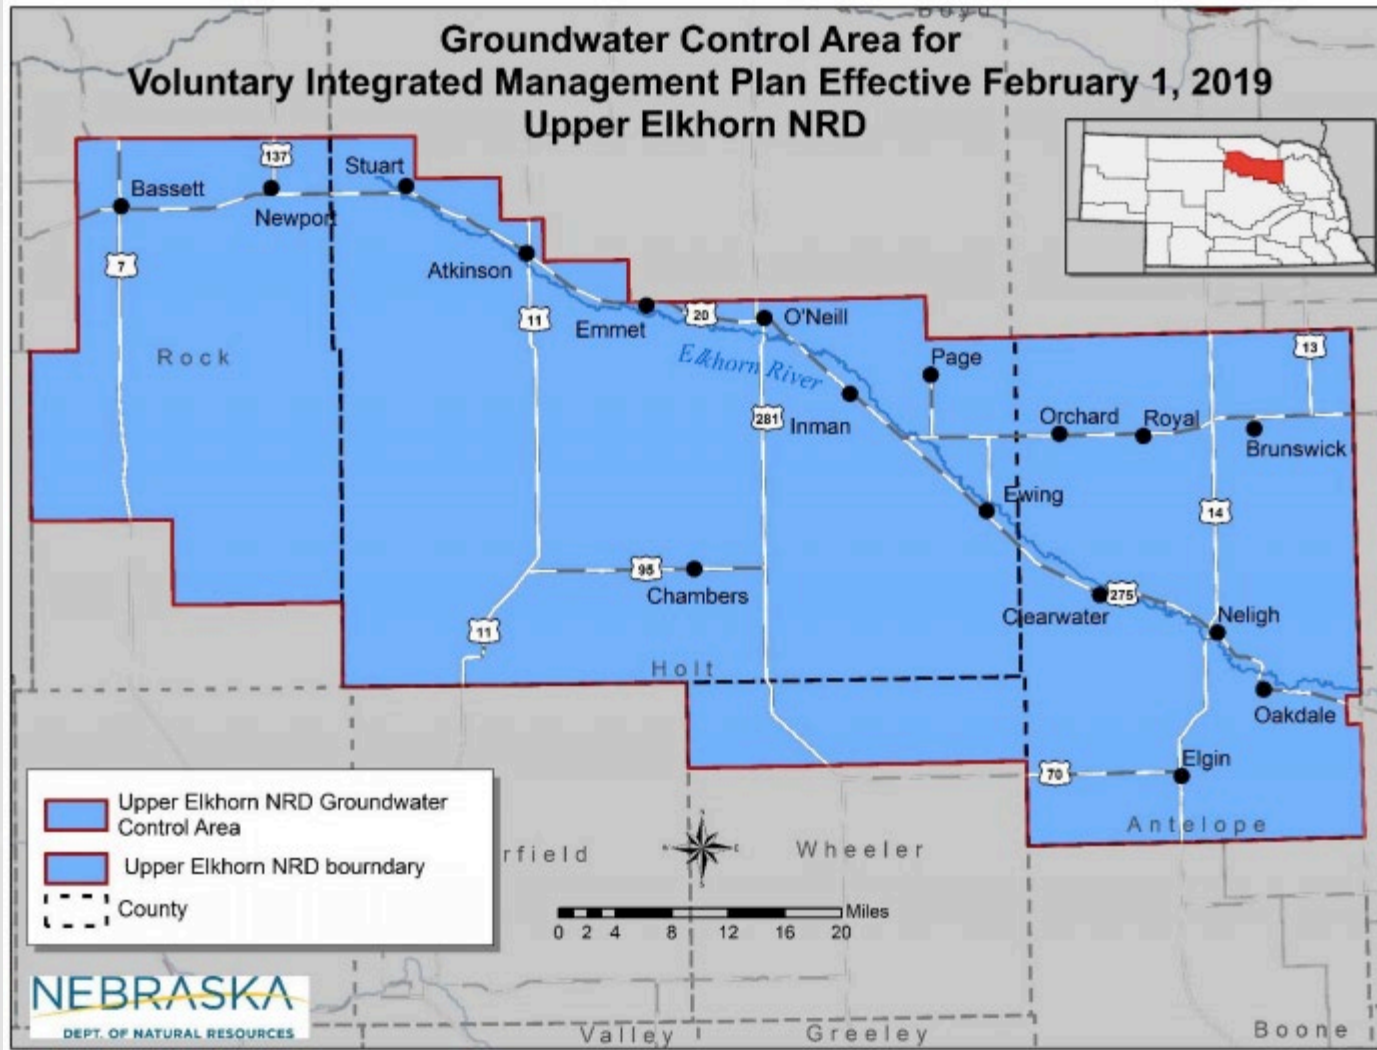 Boyd
Groundwater Control Area for
Voluntary Integrated Management Plan Effective February 1, 2019
Upper Elkhorn NRD
137
Stuart
Bassett
Newport
7
Atkinson
11
Emmet
20
O'Neill
Rock
Elkhorn River
Page
13
281
Inman
Orchard
Royal
Brunswick
Ewing
14
95
Chambers
Clearwater
275
Neligh
11
Holt
Oakdale
70
Elgin
Antelope
Upper Elkhorn NRD Groundwater
Control Area
Upper Elkhorn NRD bourndary
County
rfield
N
W
E
S
Wheeler
Miles
0 2 4 8 12 16 20
NEBRASKA
DEPT. OF NATURAL RESOURCES
Valley
Greeley
Boone